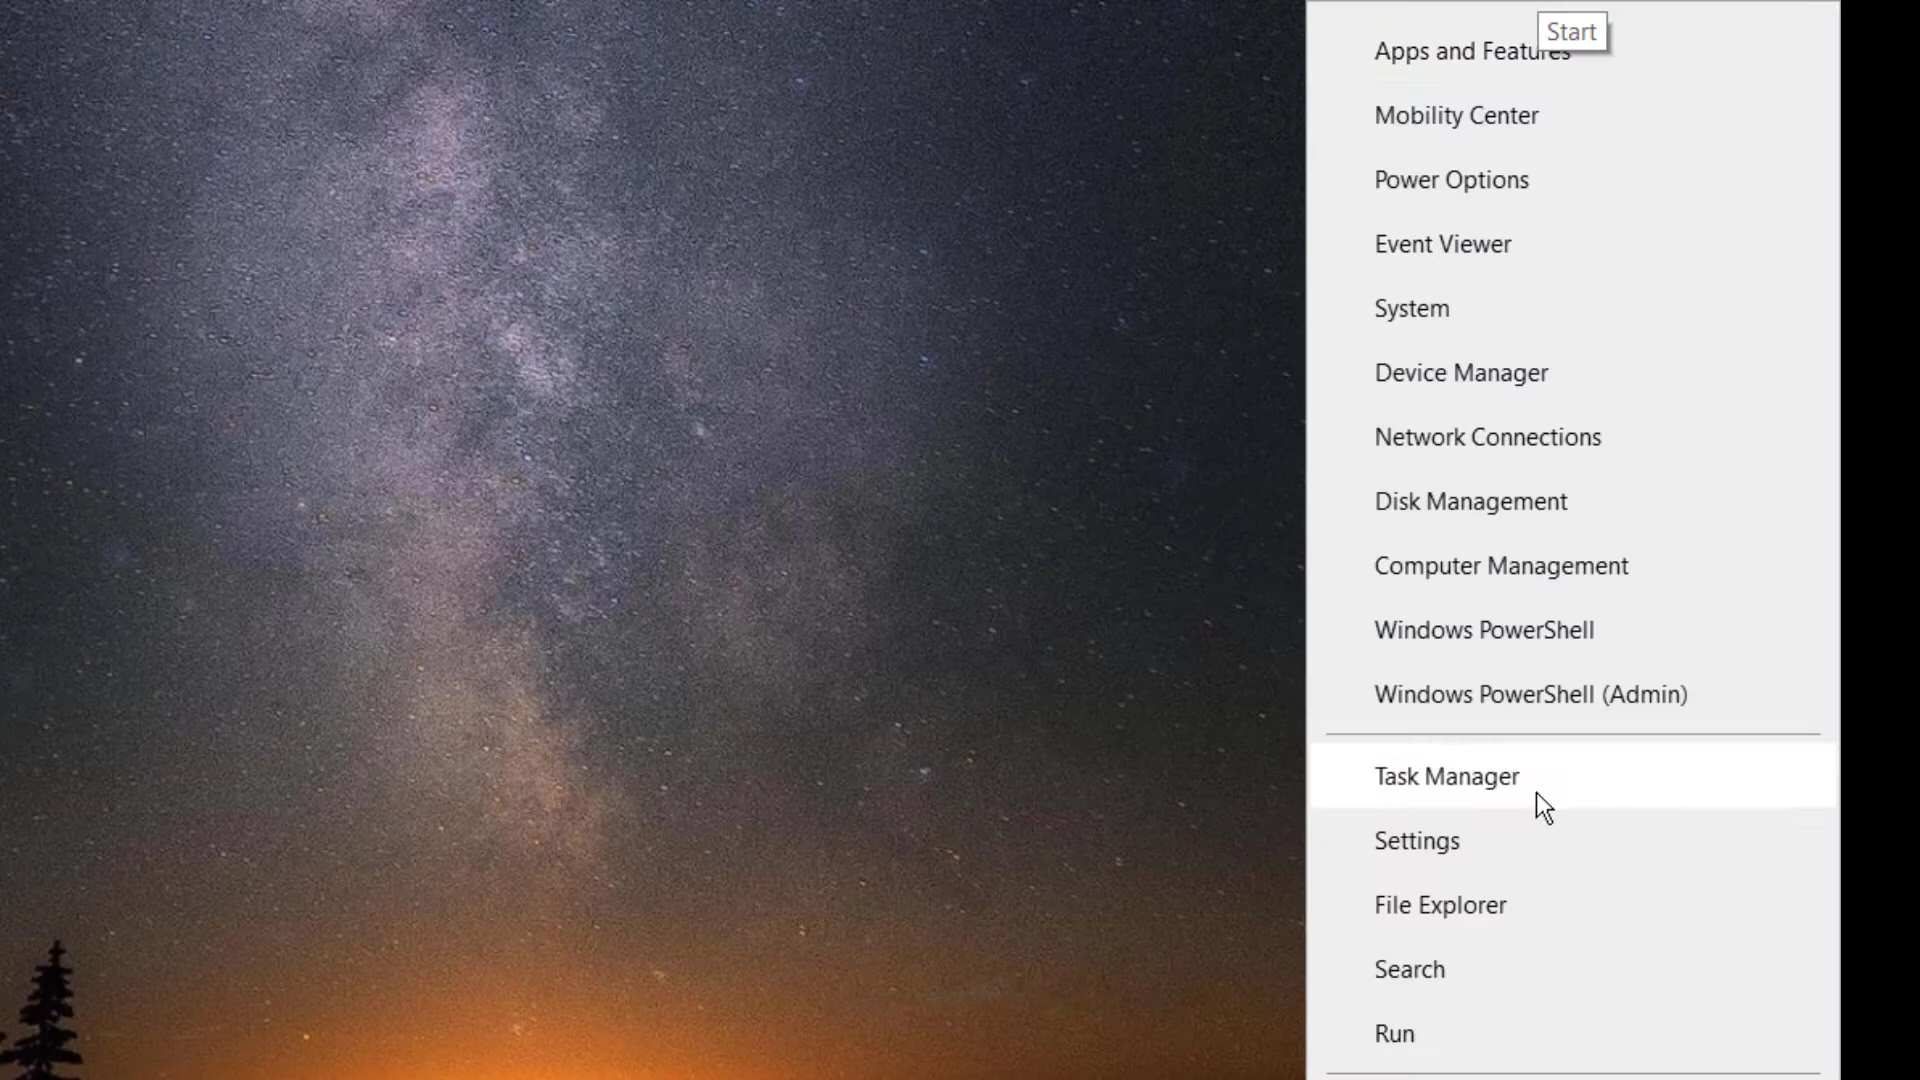 Start
Apps and Features
Mobility Center
Power Options
Event Viewer
System
Device Manager
Network Connections
Disk Management
Computer Management
Windows PowerShell
Windows PowerShell (Admin)
Task Manager
Settings
File Explorer
Search
Run